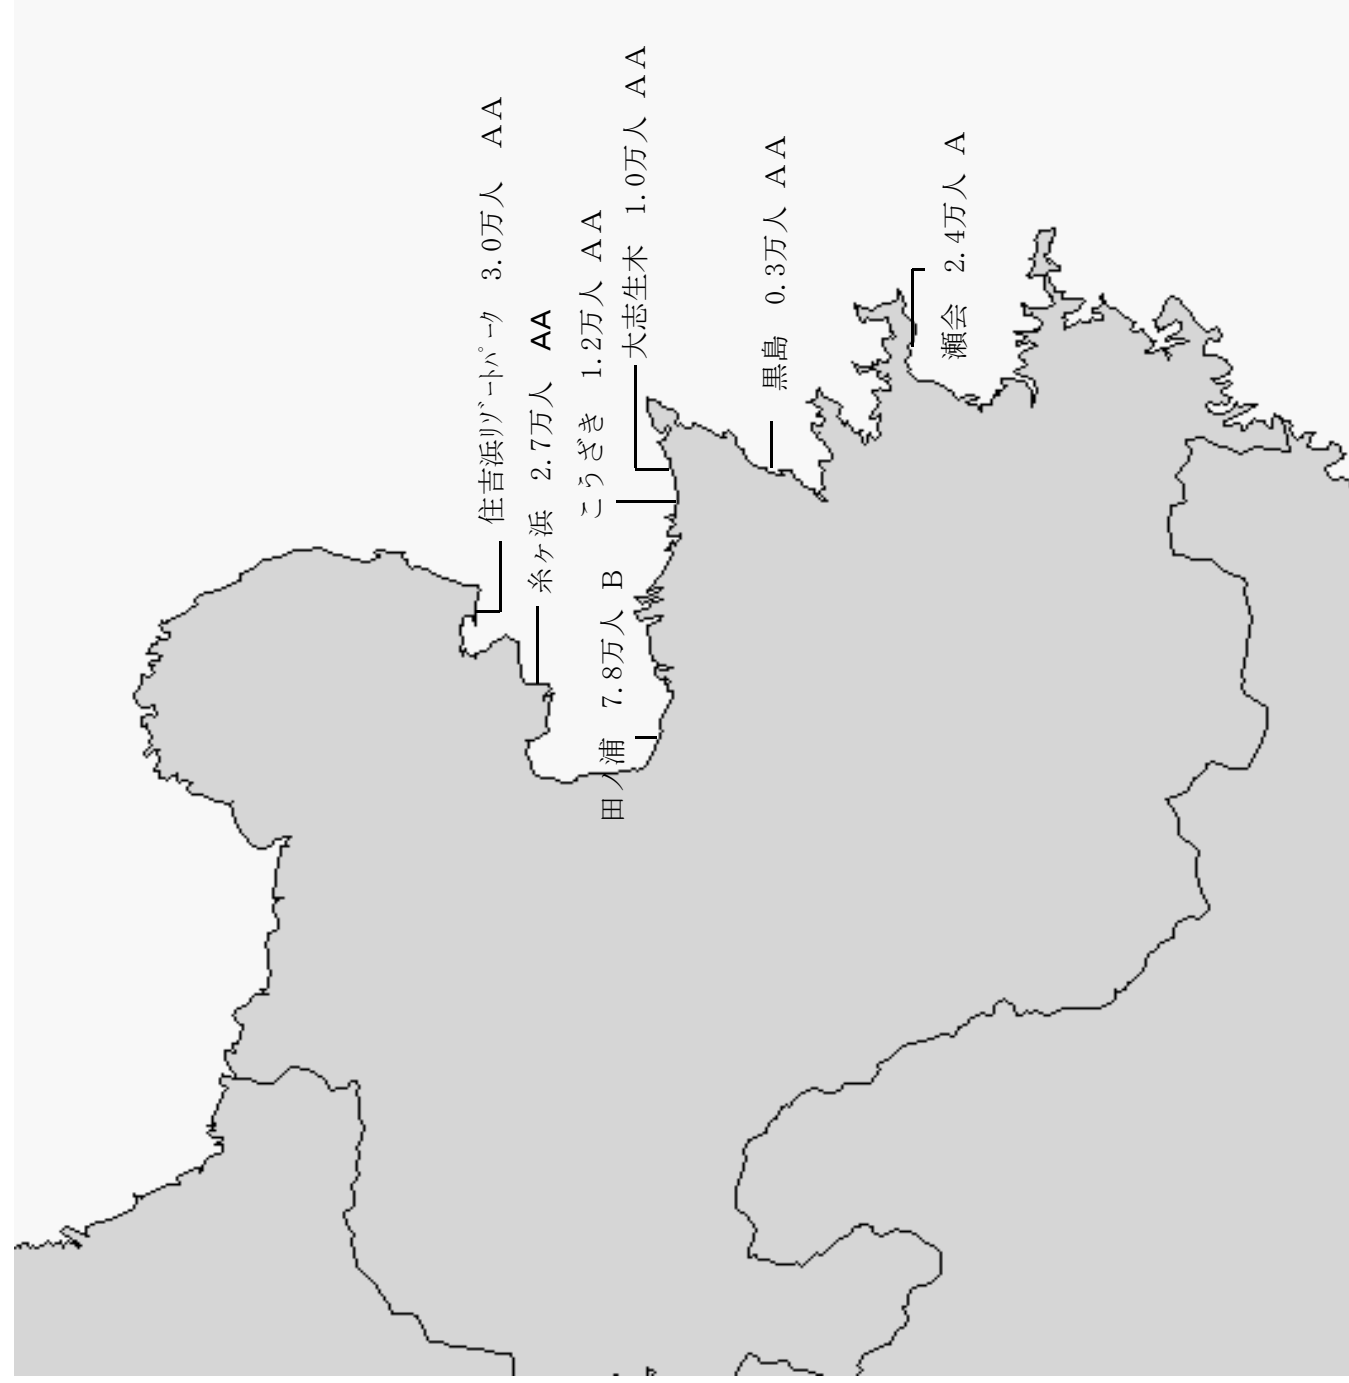 住吉浜ﾘｿﾞｰﾄﾊﾟｰｸ 3.0万人 AA
糸ヶ浜 2.7万人 AA
こうざき 1.2万人 AA
大志生木 1.0万人 AA
田ノ浦 7.8万人 B
黒島 0.3万人 AA
瀬会 2.4万人 A